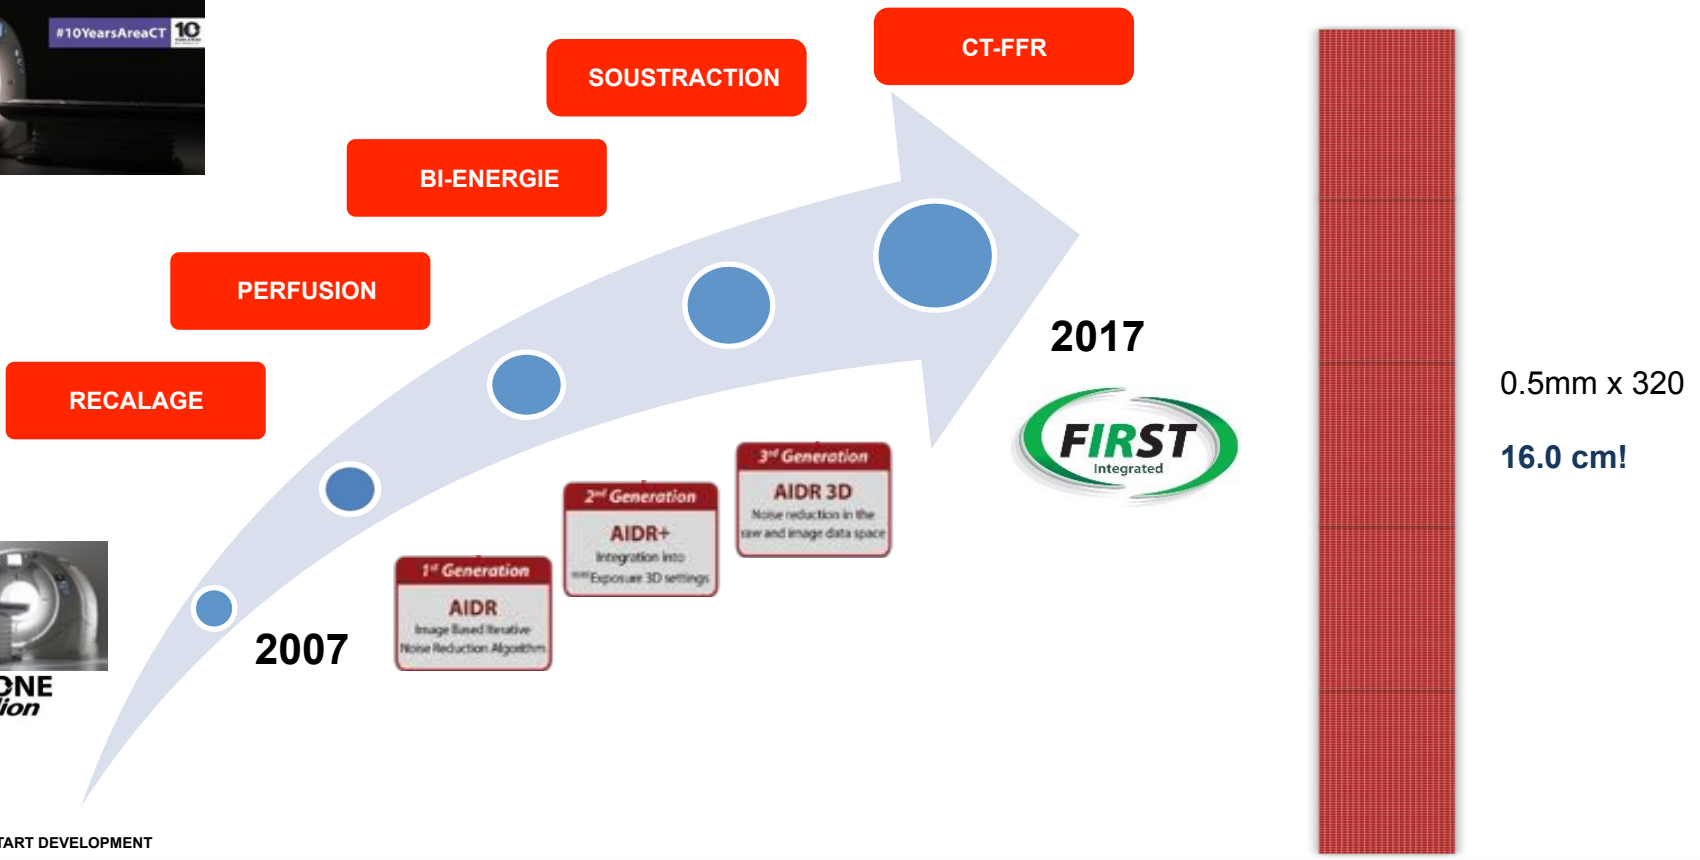 #10YearsAreaCT 10
CT-FFR
SOUSTRACTION
BI-ENERGIE
PERFUSION
RECALAGE
2017
FIRST
Integrated
0.5mm x 320
16.0 cm!
3rd Generation
AIDR 3D
Noise reduction in the
raw and image data space
2nd Generation
AIDR+
Integration into
Exposure 3D settings
1st Generation
AIDR
Image Based Iterative
Noise Reduction Algorithm
2007
ONE
ion
TART DEVELOPMENT